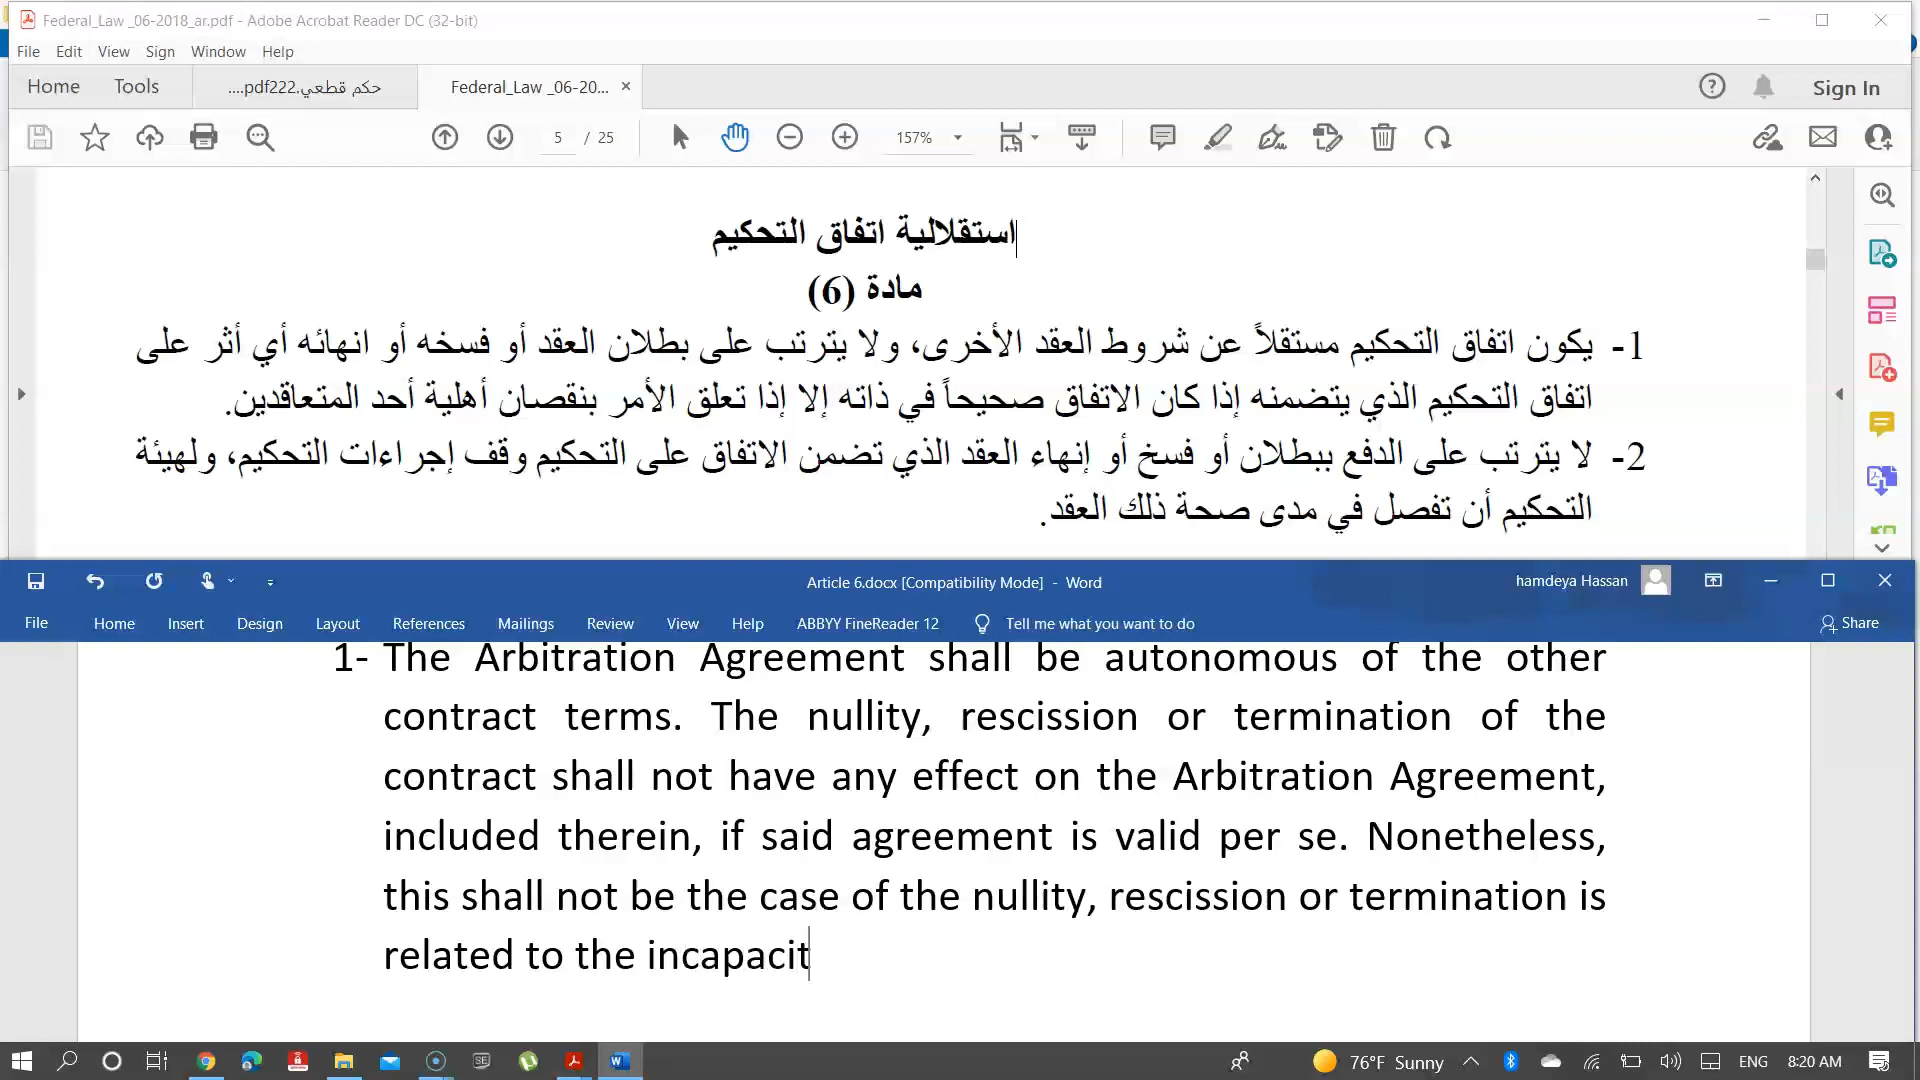 Federal_Law _06-2018_ar.pdf - Adobe Acrobat Reader DC (32-bit)
File Edit View Sign Window Help
Home Tools حكم قطعي.pdf222.... Federal_Law _06-20... × Sign In
5 / 25 157%
استقلالية اتفاق التحكيم
مادة (6)
1- يكون اتفاق التحكيم مستقلاً عن شروط العقد الأخرى، ولا يترتب على بطلان العقد أو فسخه أو انهائه أي أثر على
اتفاق التحكيم الذي يتضمنه إذا كان الاتفاق صحيحاً في ذاته إلا إذا تعلق الأمر بنقصان أهلية أحد المتعاقدين.
2- لا يترتب على الدفع ببطلان أو فسخ أو إنهاء العقد الذي تضمن الاتفاق على التحكيم وقف إجراءات التحكيم، ولهيئة
التحكيم أن تفصل في مدى صحة ذلك العقد.
Article 6.docx [Compatibility Mode] - Word hamdeya Hassan
File Home Insert Design Layout References Mailings Review View Help ABBYY FineReader 12 Tell me what you want to do Share
1- The Arbitration Agreement shall be autonomous of the other
contract terms. The nullity, rescission or termination of the
contract shall not have any effect on the Arbitration Agreement,
included therein, if said agreement is valid per se. Nonetheless,
this shall not be the case of the nullity, rescission or termination is
related to the incapacit
76°F Sunny ENG 8:20 AM